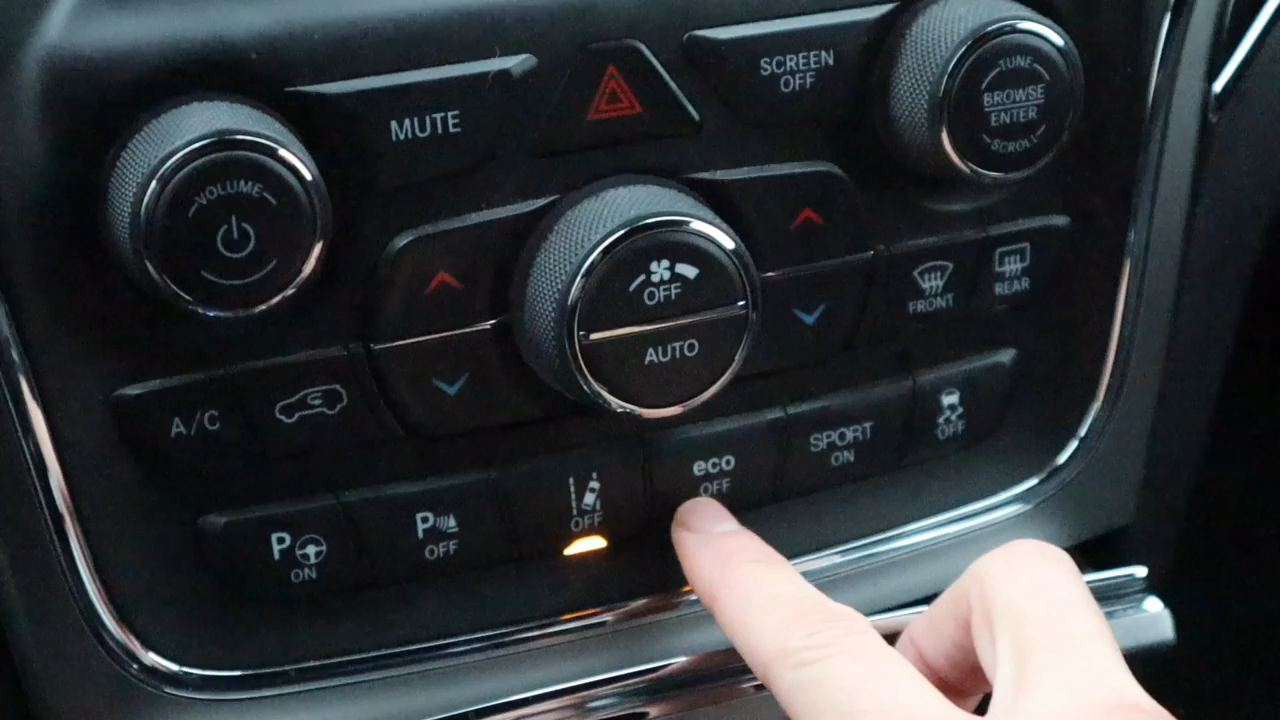 MUTE
SCREEN
OFF
TUNE
BROWSE
ENTER
SCROLL
VOLUME
OFF
AUTO
FRONT
REAR
A/C
eco
OFF
SPORT
ON
OFF
P
ON
P
OFF
OFF